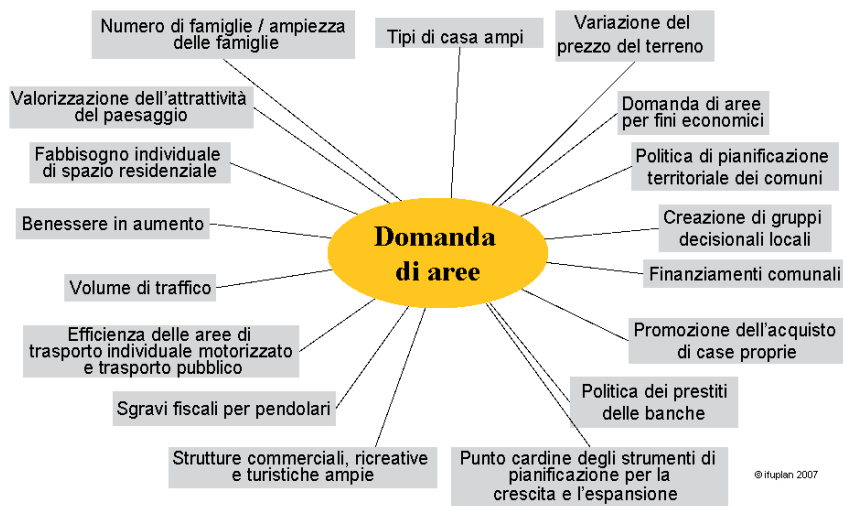 Numero di famiglie / ampiezza
delle famiglie
Tipi di casa ampi
Variazione del
prezzo del terreno
Valorizzazione dell'attrattività
del paesaggio
Domanda di aree
per fini economici
Fabbisogno individuale
di spazio residenziale
Politica di pianificazione
territoriale dei comuni
Benessere in aumento
Domanda
di aree
Creazione di gruppi
decisionali locali
Volume di traffico
Finanziamenti comunali
Efficienza delle aree di
trasporto individuale motorizzato
e trasporto pubblico
Promozione dell'acquisto
di case proprie
Sgravi fiscali per pendolari
Politica dei prestiti
delle banche
Strutture commerciali, ricreative
e turistiche ampie
Punto cardine degli strumenti di
pianificazione per la
crescita e l'espansione
© ifuplan 2007